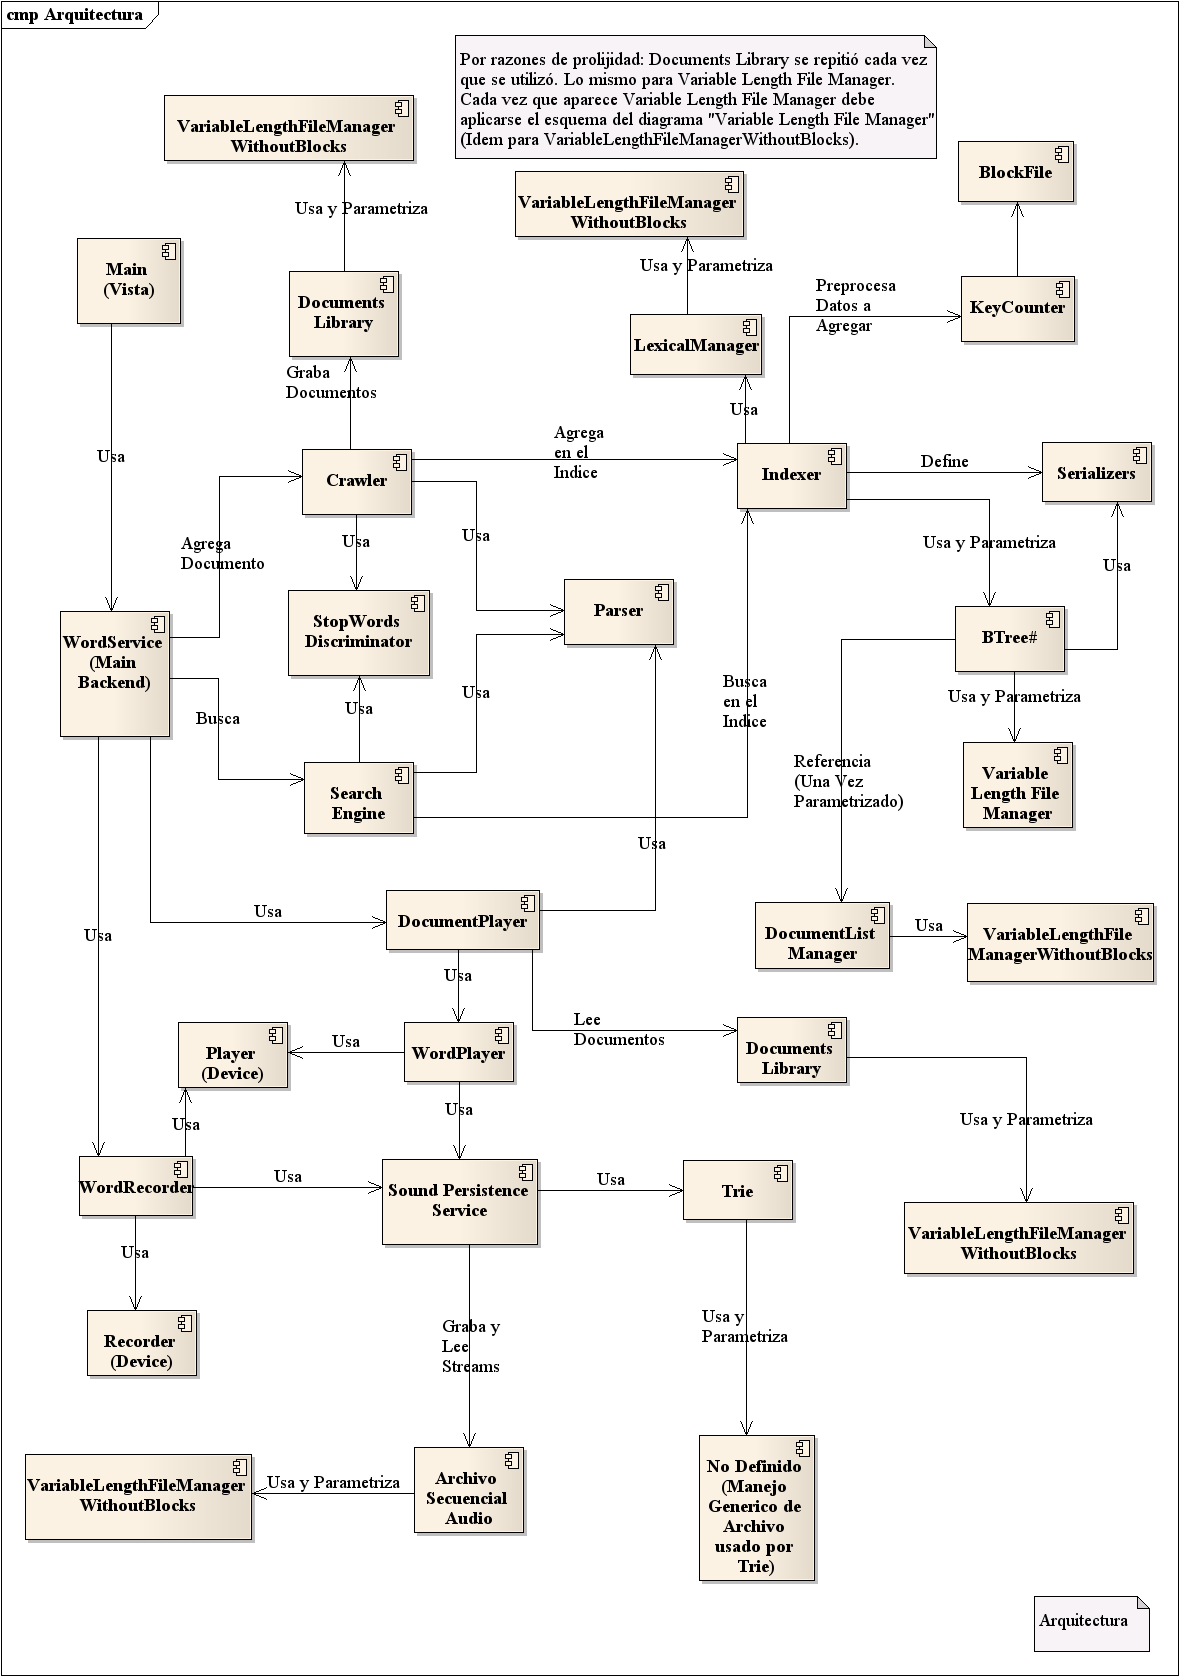 cmp Arquitectura
Por razones de prolijidad: Documents Library se repitió cada vez
que se utilizó. Lo mismo para Variable Length File Manager.
Cada vez que aparece Variable Length File Manager debe
aplicarse el esquema del diagrama "Variable Length File Manager"
(Idem para VariableLengthFileManagerWithoutBlocks).
VariableLengthFileManager
WithoutBlocks
Usa y Parametriza
VariableLengthFileManager
WithoutBlocks
Usa y Parametriza
BlockFile
Main
(Vista)
Documents
Library
LexicalManager
Preprocesa
Datos a
Agregar
KeyCounter
Graba
Documentos
Usa
Usa
Crawler
Agrega
en el
Indice
Indexer
Define
Serializers
Agrega
Documento
Usa
Usa
Usa y Parametriza
Usa
WordService
(Main
Backend)
StopWords
Discriminator
Parser
BTree#
Busca
Usa
Usa
Busca
en el
Indice
Usa y Parametriza
Search
Engine
Referencia
(Una Vez
Parametrizado)
Variable
Length File
Manager
Usa
Usa
Usa
DocumentPlayer
DocumentList
Manager
Usa
VariableLengthFile
ManagerWithoutBlocks
Usa
Lee
Documentos
Player
(Device)
Usa
WordPlayer
Documents
Library
Usa
Usa
Usa y Parametriza
WordRecorder
Usa
Sound Persistence
Service
Usa
Trie
VariableLengthFileManager
WithoutBlocks
Usa
Recorder
(Device)
Graba y
Lee
Streams
Usa y
Parametriza
VariableLengthFileManager
WithoutBlocks
Usa y Parametriza
Archivo
Secuencial
Audio
No Definido
(Manejo
Generico de
Archivo
usado por
Trie)
Arquitectura